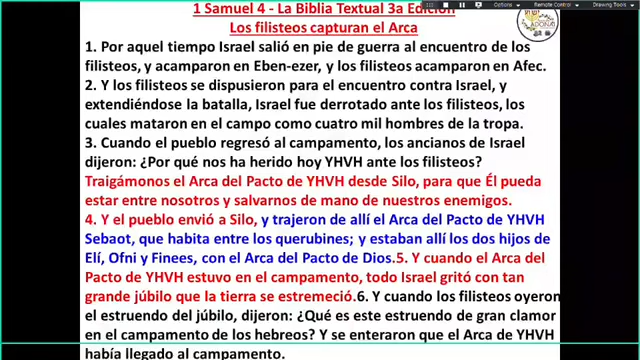 Options
Remote Control
Drawing Tools
1 Samuel 4 - La Biblia Textual 3a Edición
Los filisteos capturan el Arca
1. Por aquel tiempo Israel salió en pie de guerra al encuentro de los
filisteos, y acamparon en Eben-ezer, y los filisteos acamparon en Afec.
2. Y los filisteos se dispusieron para el encuentro contra Israel, y
extendiéndose la batalla, Israel fue derrotado ante los filisteos, los
cuales mataron en el campo como cuatro mil hombres de la tropa.
3. Cuando el pueblo regresó al campamento, los ancianos de Israel
dijeron: ¿Por qué nos ha herido hoy YHVH ante los filisteos?
Traigámonos el Arca del Pacto de YHVH desde Silo, para que Él pueda
estar entre nosotros y salvarnos de mano de nuestros enemigos.
4. Y el pueblo envió a Silo, y trajeron de allí el Arca del Pacto de YHVH
Sebaot, que habita entre los querubines; y estaban allí los dos hijos de
Elí, Ofni y Finees, con el Arca del Pacto de Dios.5. Y cuando el Arca del
Pacto de YHVH estuvo en el campamento, todo Israel gritó con tan
grande júbilo que la tierra se estremeció.6. Y cuando los filisteos oyeron
el estruendo del júbilo, dijeron: ¿Qué es este estruendo de gran clamor
en el campamento de los hebreos? Y se enteraron que el Arca de YHVH
había llegado al campamento.